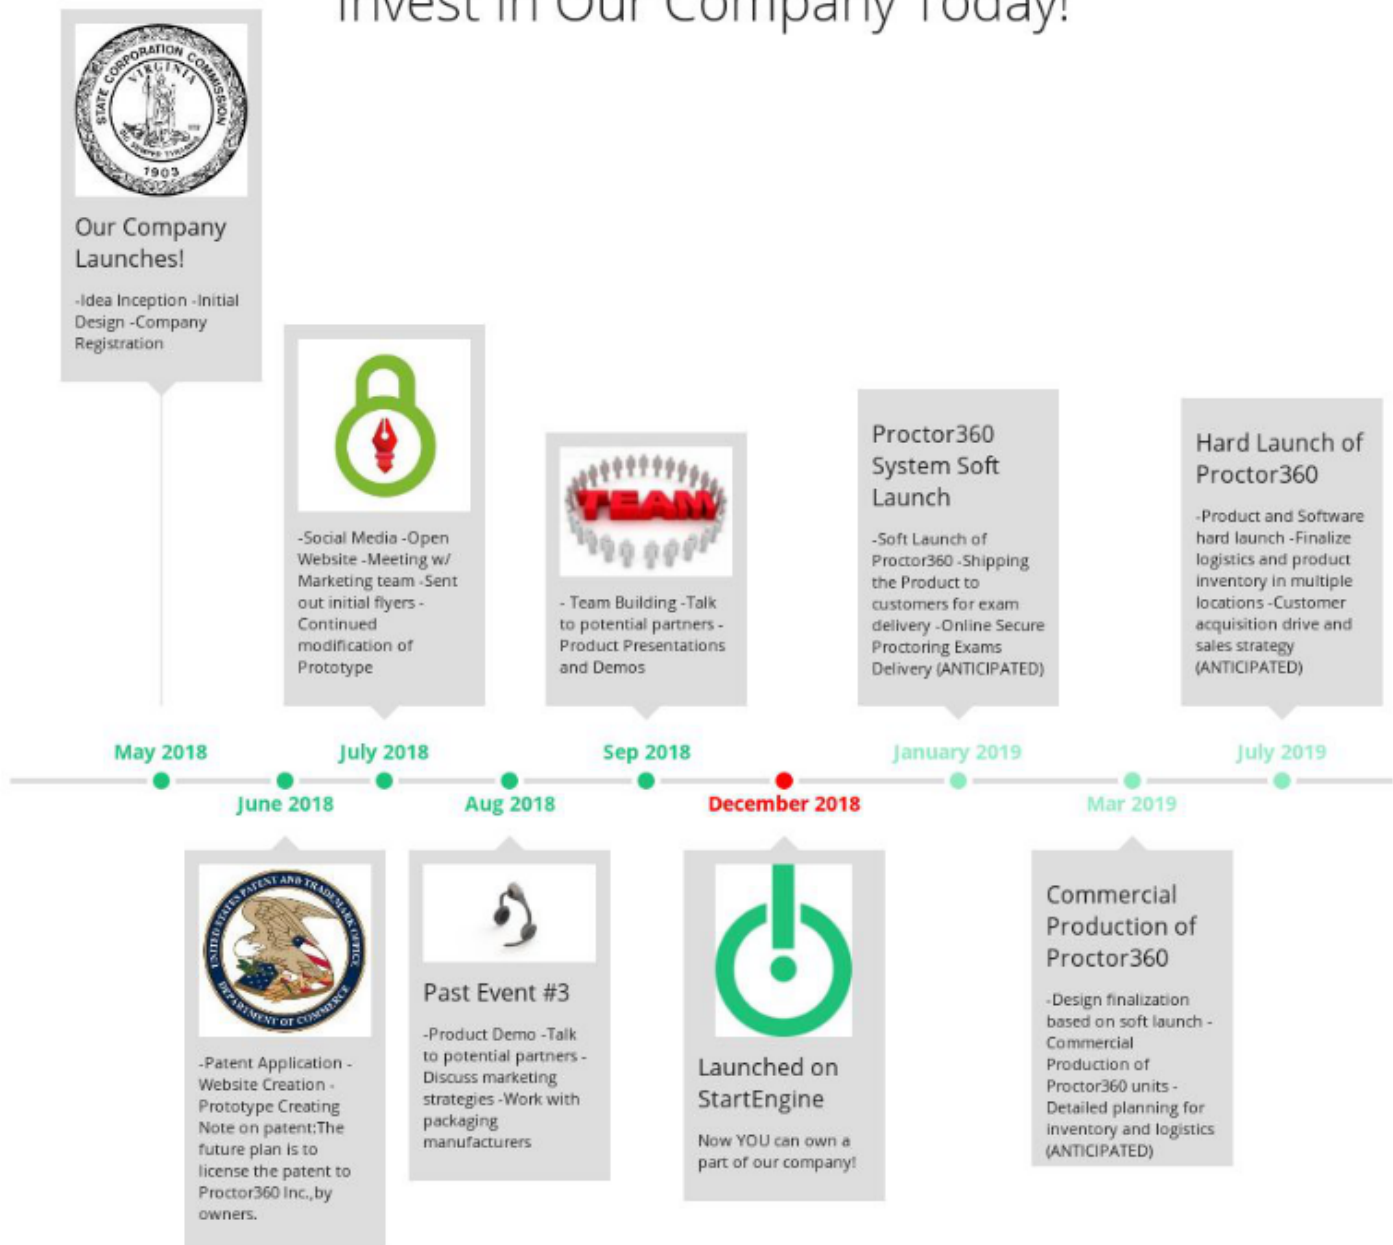 Invest In Our Company Today!
STATE CORPORATION COMMISSION
VIRGINIA
SIC SEMPER TYRANNIS
1903
Our Company
Launches!
-Idea Inception -Initial
Design -Company
Registration
-Social Media -Open
Website -Meeting w/
Marketing team -Sent
out initial flyers -
Continued
modification of
Prototype
TEAM
- Team Building -Talk
to potential partners -
Product Presentations
and Demos
Proctor360
System Soft
Launch
-Soft Launch of
Proctor360 -Shipping
the Product to
customers for exam
delivery -Online Secure
Proctoring Exams
Delivery (ANTICIPATED)
Hard Launch of
Proctor360
-Product and Software
hard launch -Finalize
logistics and product
inventory in multiple
locations -Customer
acquisition drive and
sales strategy
(ANTICIPATED)
May 2018
July 2018
Sep 2018
January 2019
July 2019
June 2018
Aug 2018
December 2018
Mar 2019
UNITED STATES PATENT AND TRADEMARK OFFICE
DEPARTMENT OF COMMERCE
-Patent Application -
Website Creation -
Prototype Creating
Note on patent:The
future plan is to
license the patent to
Proctor360 Inc.,by
owners.
Past Event #3
-Product Demo -Talk
to potential partners -
Discuss marketing
strategies -Work with
packaging
manufacturers
Launched on
StartEngine
Now YOU can own a
part of our company!
Commercial
Production of
Proctor360
-Design finalization
based on soft launch -
Commercial
Production of
Proctor360 units -
Detailed planning for
inventory and logistics
(ANTICIPATED)